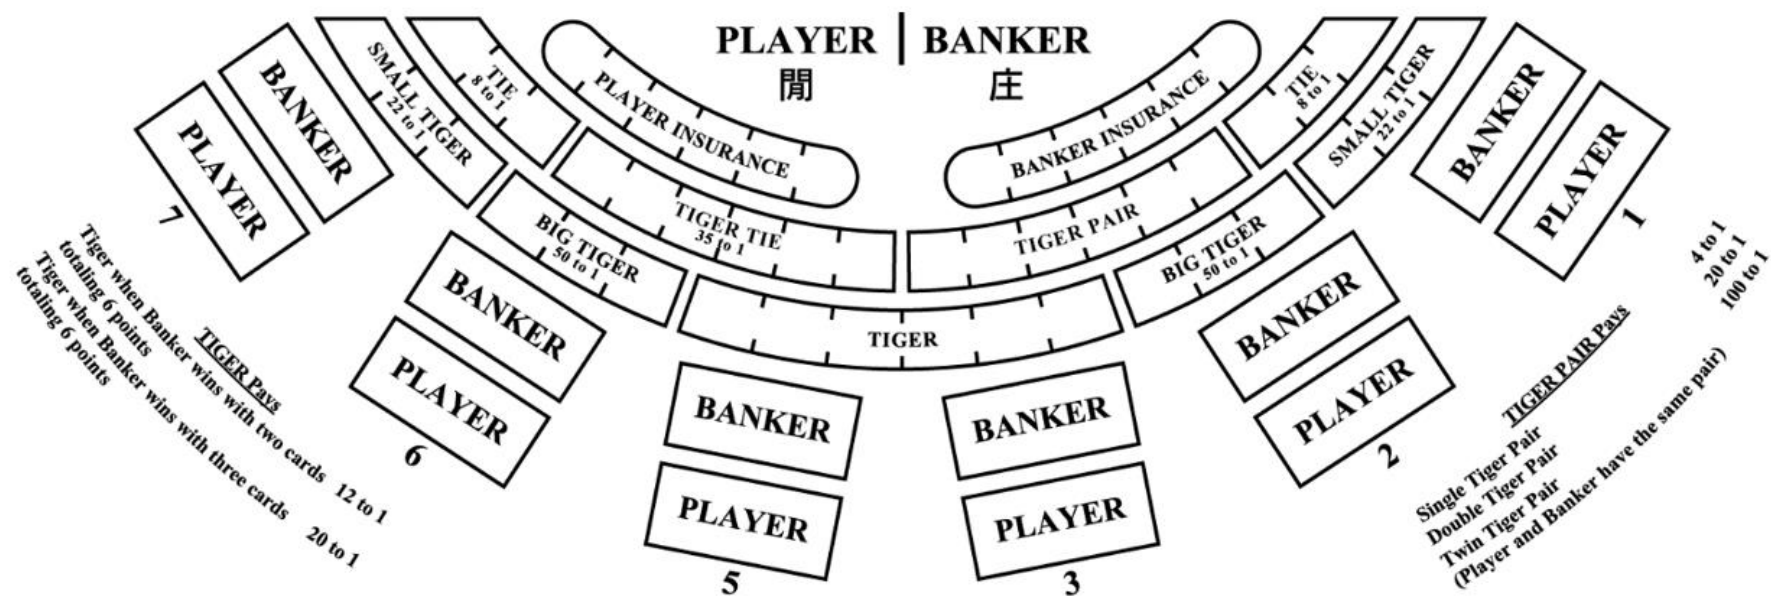 PLAYER | BANKER
閒 庄
PLAYER INSURANCE
BANKER INSURANCE
TIE
8 to 1
TIE
8 to 1
SMALL TIGER
22 to 1
SMALL TIGER
22 to 1
TIGER TIE
35 to 1
TIGER PAIR
BIG TIGER
50 to 1
BIG TIGER
50 to 1
TIGER
BANKER
PLAYER
7
BANKER
PLAYER
6
BANKER
PLAYER
5
BANKER
PLAYER
3
BANKER
PLAYER
2
BANKER
PLAYER
1
TIGER Pays
Tiger when Banker wins with two cards 12 to 1
totaling 6 points
Tiger when Banker wins with three cards 20 to 1
totaling 6 points
TIGER PAIR Pays
Single Tiger Pair 4 to 1
Double Tiger Pair 20 to 1
Twin Tiger Pair 100 to 1
(Player and Banker have the same pair)